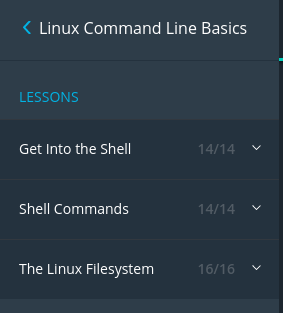 Linux Command Line Basics
LESSONS
Get Into the Shell 14/14
Shell Commands 14/14
The Linux Filesystem 16/16